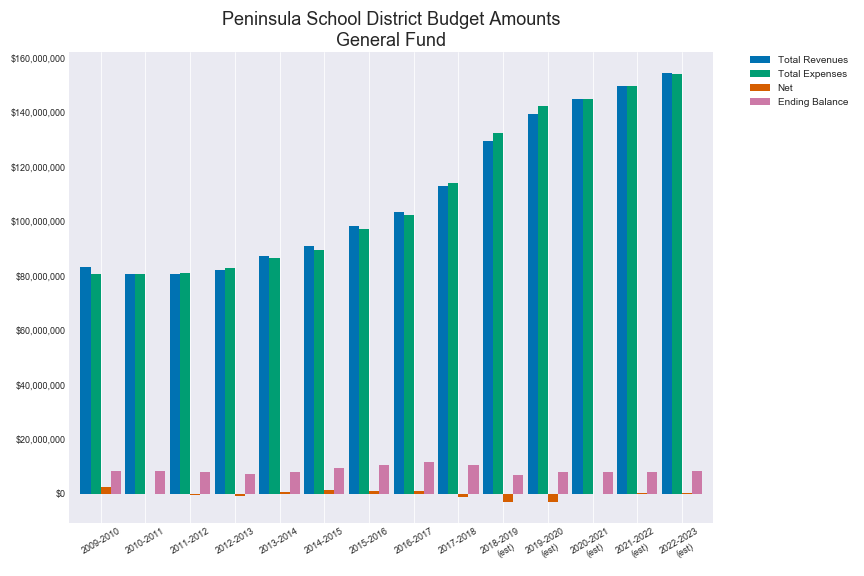 Peninsula School District Budget Amounts
General Fund
Total Revenues
Total Expenses
Net
Ending Balance
$160,000,000
$140,000,000
$120,000,000
$100,000,000
$80,000,000
$60,000,000
$40,000,000
$20,000,000
$0
2009-2010
2010-2011
2011-2012
2012-2013
2013-2014
2014-2015
2015-2016
2016-2017
2017-2018
2018-2019
(est)
2019-2020
(est)
2020-2021
(est)
2021-2022
(est)
2022-2023
(est)